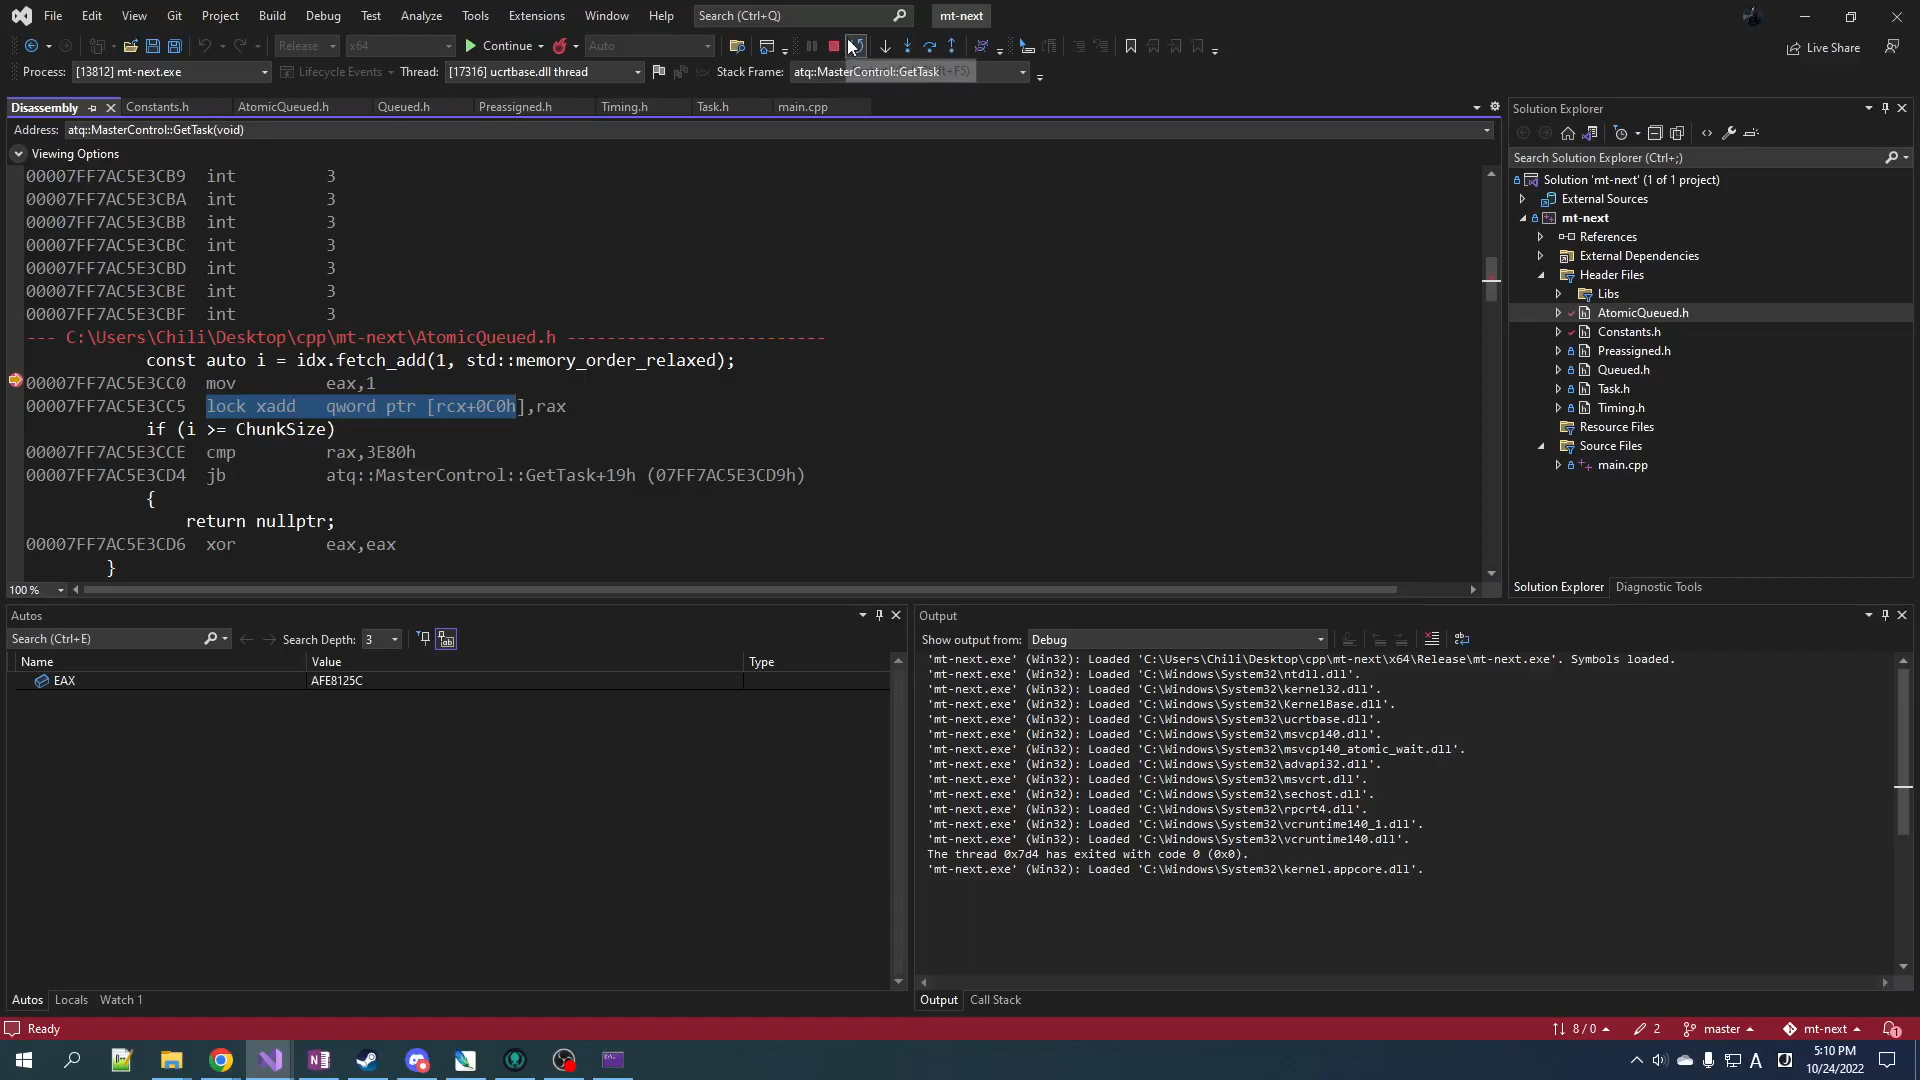 File Edit View Git Project Build Debug Test Analyze Tools Extensions Window Help Search (Ctrl+Q) mt-next
Release x64 Continue Auto Live Share
Process: [13812] mt-next.exe Lifecycle Events Thread: [17316] ucrtbase.dll thread Stack Frame: atq::MasterControl::GetTask
Disassembly Constants.h AtomicQueued.h Queued.h Preassigned.h Timing.h Task.h main.cpp
Address: atq::MasterControl::GetTask(void)
Viewing Options
00007FF7AC5E3CB9 int 3
00007FF7AC5E3CBA int 3
00007FF7AC5E3CBB int 3
00007FF7AC5E3CBC int 3
00007FF7AC5E3CBD int 3
00007FF7AC5E3CBE int 3
00007FF7AC5E3CBF int 3
--- C:\Users\Chili\Desktop\cpp\mt-next\AtomicQueued.h --------------------------
const auto i = idx.fetch_add(1, std::memory_order_relaxed);
00007FF7AC5E3CC0 mov eax,1
00007FF7AC5E3CC5 lock xadd qword ptr [rcx+0C0h],rax
if (i >= ChunkSize)
00007FF7AC5E3CCE cmp rax,3E80h
00007FF7AC5E3CD4 jb atq::MasterControl::GetTask+19h (07FF7AC5E3CD9h)
{
return nullptr;
00007FF7AC5E3CD6 xor eax,eax
}
100 %
Solution Explorer
Search Solution Explorer (Ctrl+;)
Solution 'mt-next' (1 of 1 project)
External Sources
mt-next
References
External Dependencies
Header Files
Libs
AtomicQueued.h
Constants.h
Preassigned.h
Queued.h
Task.h
Timing.h
Resource Files
Source Files
main.cpp
Solution Explorer Diagnostic Tools
Autos
Search (Ctrl+E) Search Depth: 3
Name Value Type
EAX AFE8125C
Autos Locals Watch 1
Output
Show output from: Debug
'mt-next.exe' (Win32): Loaded 'C:\Users\Chili\Desktop\cpp\mt-next\x64\Release\mt-next.exe'. Symbols loaded.
'mt-next.exe' (Win32): Loaded 'C:\Windows\System32\ntdll.dll'.
'mt-next.exe' (Win32): Loaded 'C:\Windows\System32\kernel32.dll'.
'mt-next.exe' (Win32): Loaded 'C:\Windows\System32\KernelBase.dll'.
'mt-next.exe' (Win32): Loaded 'C:\Windows\System32\ucrtbase.dll'.
'mt-next.exe' (Win32): Loaded 'C:\Windows\System32\msvcp140.dll'.
'mt-next.exe' (Win32): Loaded 'C:\Windows\System32\msvcp140_atomic_wait.dll'.
'mt-next.exe' (Win32): Loaded 'C:\Windows\System32\advapi32.dll'.
'mt-next.exe' (Win32): Loaded 'C:\Windows\System32\msvcrt.dll'.
'mt-next.exe' (Win32): Loaded 'C:\Windows\System32\sechost.dll'.
'mt-next.exe' (Win32): Loaded 'C:\Windows\System32\rpcrt4.dll'.
'mt-next.exe' (Win32): Loaded 'C:\Windows\System32\vcruntime140_1.dll'.
'mt-next.exe' (Win32): Loaded 'C:\Windows\System32\vcruntime140.dll'.
The thread 0x7d4 has exited with code 0 (0x0).
'mt-next.exe' (Win32): Loaded 'C:\Windows\System32\kernel.appcore.dll'.
Output Call Stack
Ready 8 / 0 2 master mt-next 1
A 5:10 PM
10/24/2022